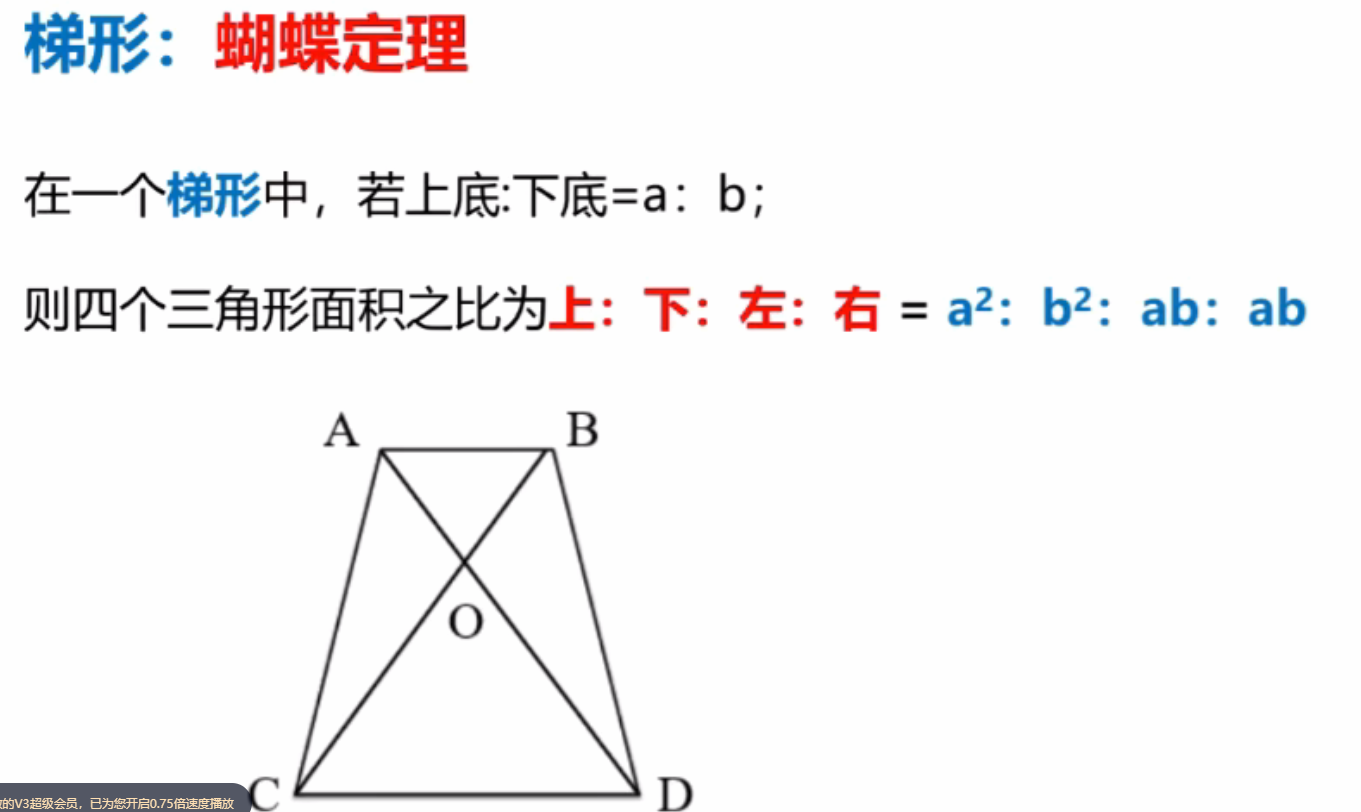 梯形：蝴蝶定理
在一个梯形中，若上底:下底=a：b；
则四个三角形面积之比为上：下：左：右 = a²：b²：ab：ab
A B
O
C D
的V3超级会员，已为您开启0.75倍速度播放